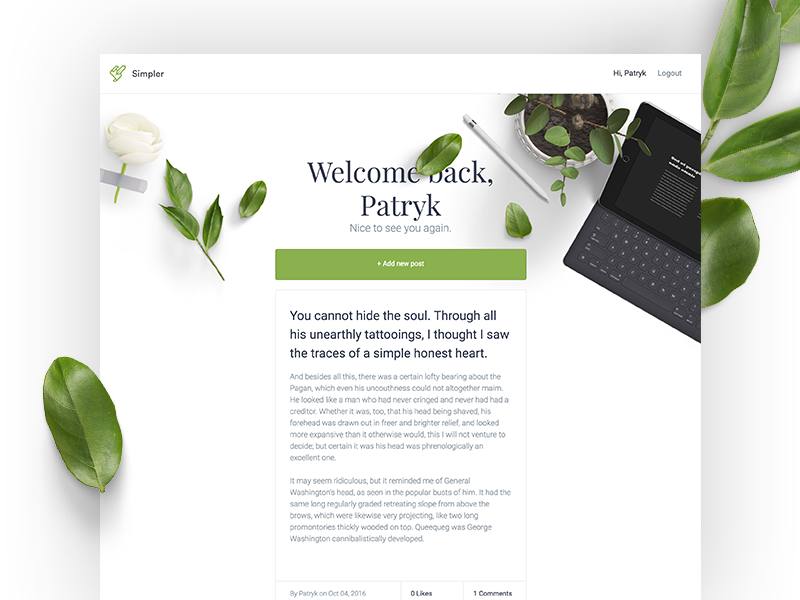 Simpler
Hi, Patryk
Logout
Welcome back,
Patryk
Nice to see you again.
+ Add new post
You cannot hide the soul. Through all
his unearthly tattooings, I thought I saw
the traces of a simple honest heart.
And besides all this, there was a certain lofty bearing about the
Pagan, which even his uncouthness could not altogether maim.
He looked like a man who had never cringed and never had had a
creditor. Whether it was, too, that his head being shaved, his
forehead was drawn out in freer and brighter relief, and looked
more expansive than it otherwise would, this I will not venture to
decide; but certain it was his head was phrenologically an
excellent one.
It may seem ridiculous, but it reminded me of General
Washington's head, as seen in the popular busts of him. It had the
same long regularly graded retreating slope from above the
brows, which were likewise very projecting, like two long
promontories thickly wooded on top. Queequeg was George
Washington cannibalistically developed.
By Patryk on Oct 04, 2016
0 Likes
1 Comments